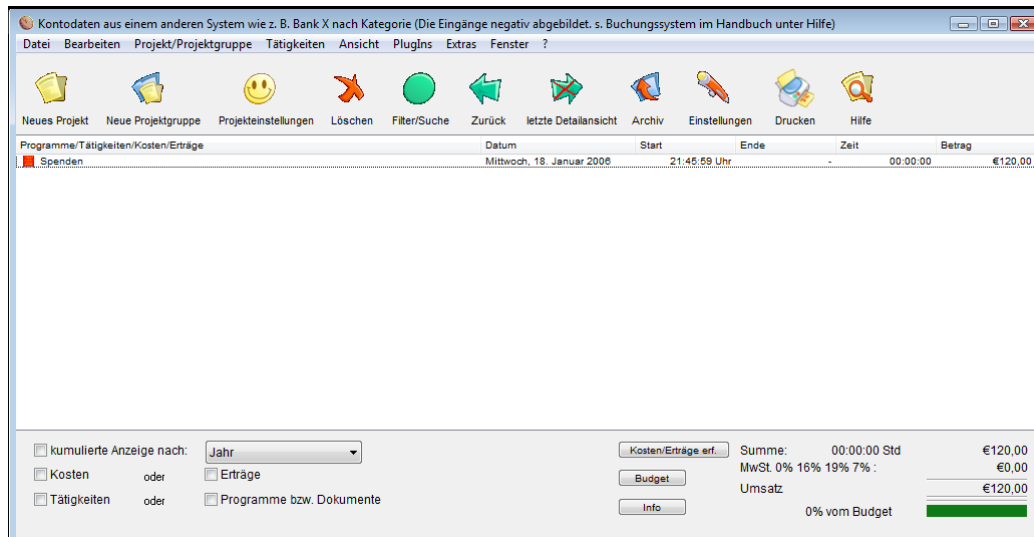 Kontodaten aus einem anderen System wie z. B. Bank X nach Kategorie (Die Eingänge negativ abgebildet. s. Buchungssystem im Handbuch unter Hilfe)
Datei Bearbeiten Projekt/Projektgruppe Tätigkeiten Ansicht PlugIns Extras Fenster ?
Neues Projekt Neue Projektgruppe Projekteinstellungen Löschen Filter/Suche Zurück letzte Detailansicht Archiv Einstellungen Drucken Hilfe
Programme/Tätigkeiten/Kosten/Erträge Datum Start Ende Zeit Betrag
Spenden Mittwoch, 18. Januar 2006 21:45:59 Uhr - 00:00:00 €120,00
kumulierte Anzeige nach: Jahr Kosten/Erträge erf. Summe: 00:00:00 Std €120,00
Kosten oder Erträge MwSt. 0% 16% 19% 7% : €0,00
Budget
Tätigkeiten oder Programme bzw. Dokumente Umsatz €120,00
Info 0% vom Budget